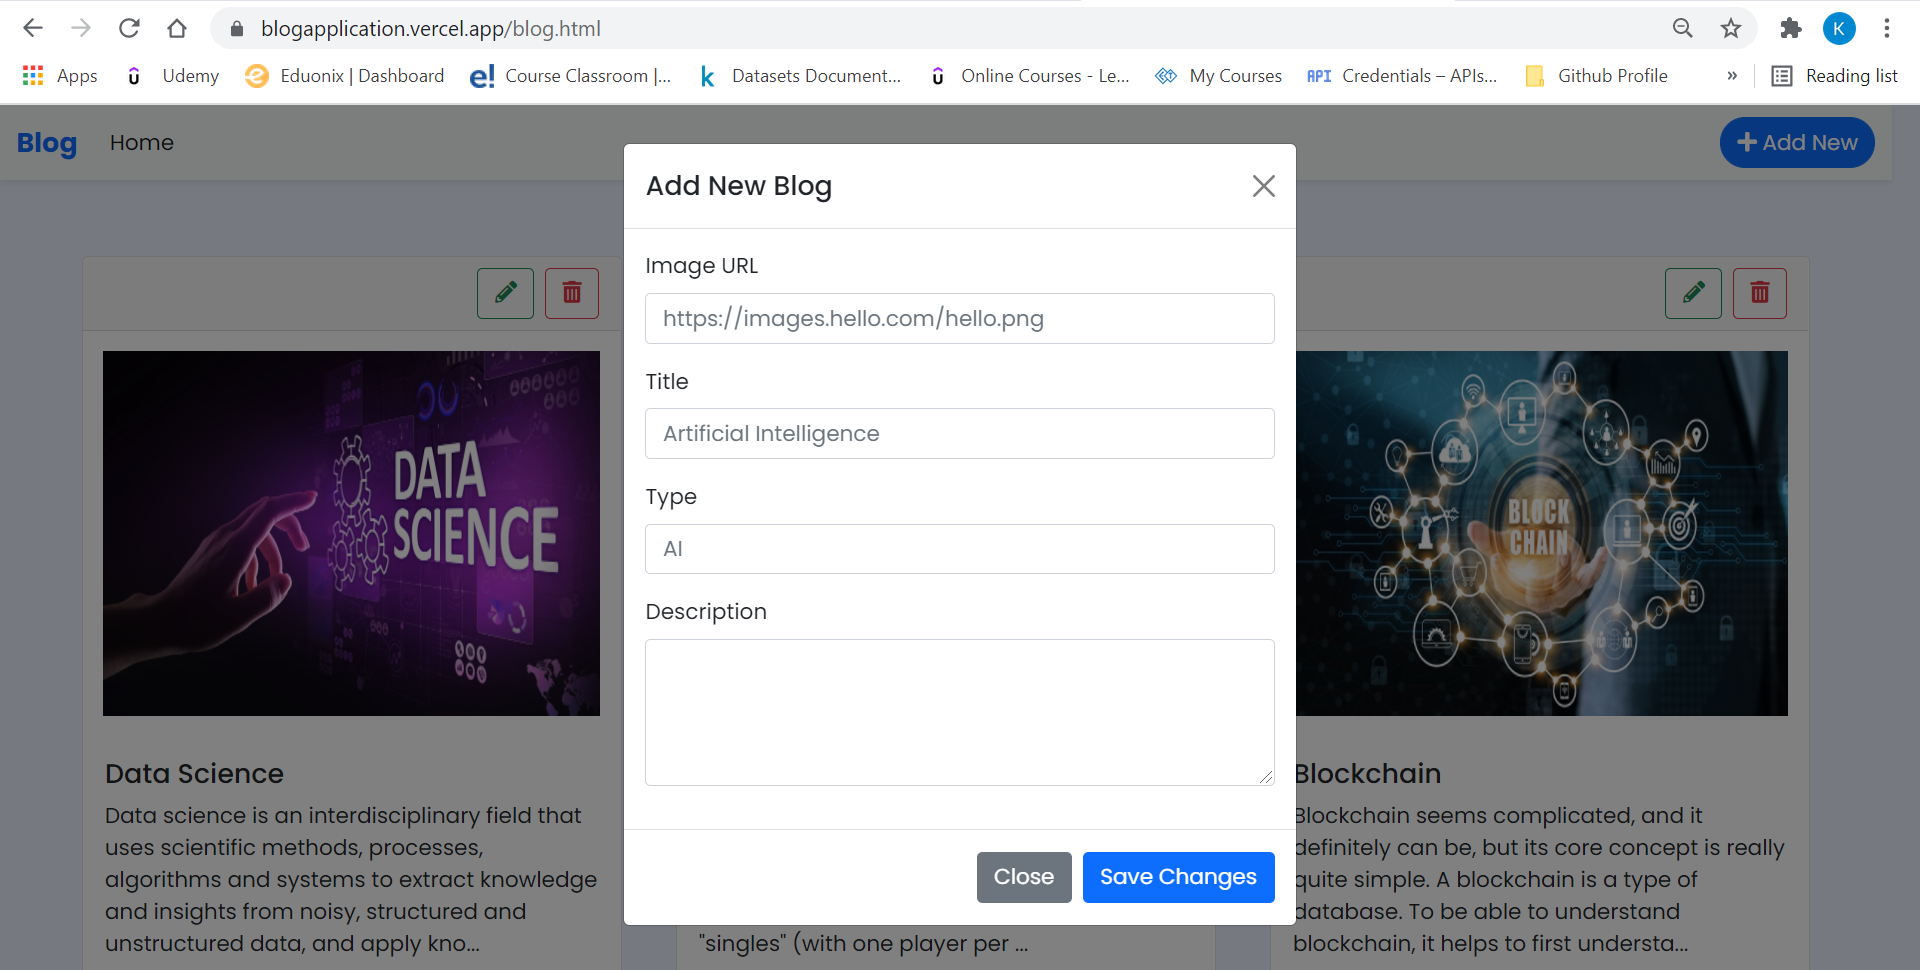 blogapplication.vercel.app/blog.html
K
Apps
Udemy
Eduonix | Dashboard
Course Classroom |...
Datasets Document...
Online Courses - Le...
My Courses
API Credentials – APIs...
Github Profile
»
Reading list
Blog
Home
Add New
Add New Blog
Image URL
https://images.hello.com/hello.png
Title
Artificial Intelligence
Type
AI
Description
Close
Save Changes
DATA
SCIENCE
Data Science
Data science is an interdisciplinary field that
uses scientific methods, processes,
algorithms and systems to extract knowledge
and insights from noisy, structured and
unstructured data, and apply kno...
"singles" (with one player per ...
BLOCK
CHAIN
Blockchain
Blockchain seems complicated, and it
definitely can be, but its core concept is really
quite simple. A blockchain is a type of
database. To be able to understand
blockchain, it helps to first understa...